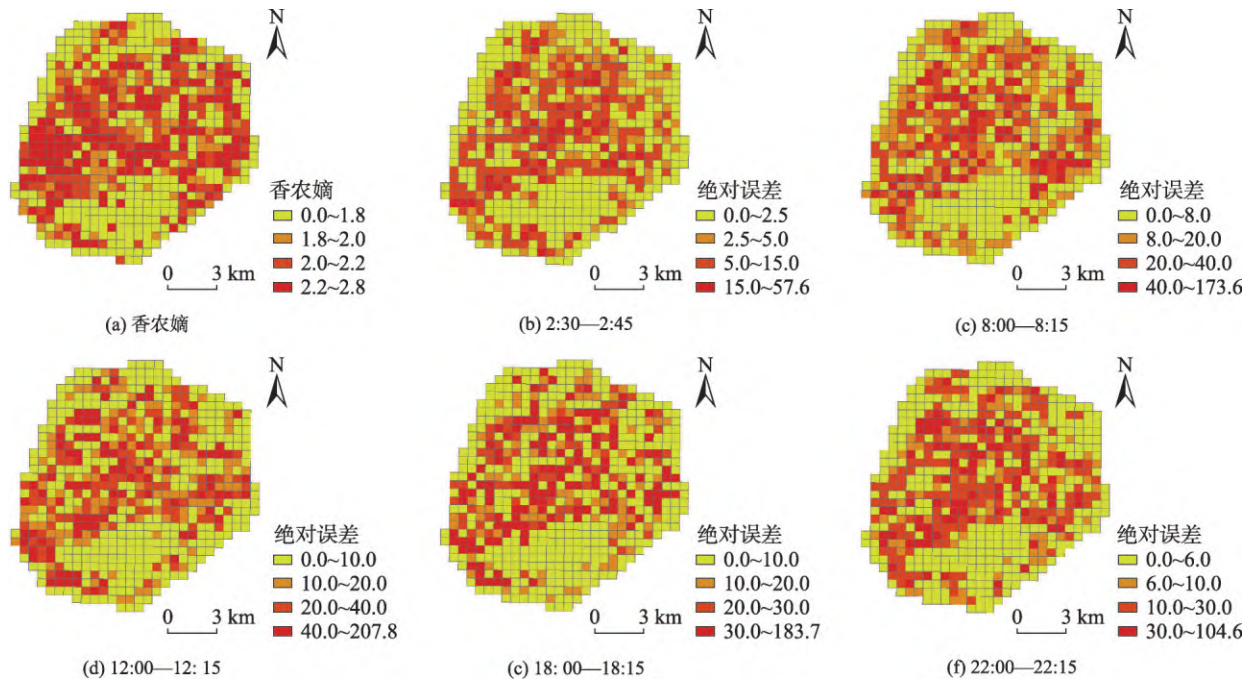 N
香农嫡
0.0~1.8
1.8~2.0
2.0~2.2
2.2~2.8
0 3 km
(a) 香农嫡
N
绝对误差
0.0~2.5
2.5~5.0
5.0~15.0
15.0~57.6
0 3 km
(b) 2:30—2:45
N
绝对误差
0.0~8.0
8.0~20.0
20.0~40.0
40.0~173.6
0 3 km
(c) 8:00—8:15
N
绝对误差
0.0~10.0
10.0~20.0
20.0~40.0
40.0~207.8
0 3 km
(d) 12:00—12: 15
N
绝对误差
0.0~10.0
10.0~20.0
20.0~30.0
30.0~183.7
0 3 km
(c) 18: 00—18:15
N
绝对误差
0.0~6.0
6.0~10.0
10.0~30.0
30.0~104.6
0 3 km
(f) 22:00—22:15